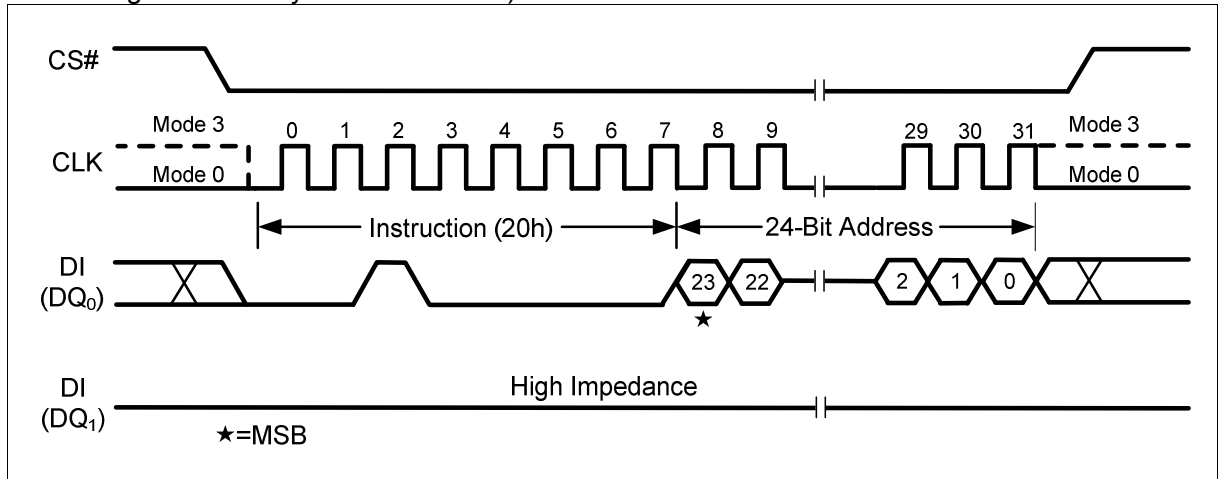 CS#
Mode 3
0 1 2 3 4 5 6 7 8 9 29 30 31
Mode 3
CLK
Mode 0
Mode 0
Instruction (20h)
24-Bit Address
DI
(DQ₀)
23 22 2 1 0
★
High Impedance
DI
(DQ₁)
★=MSB